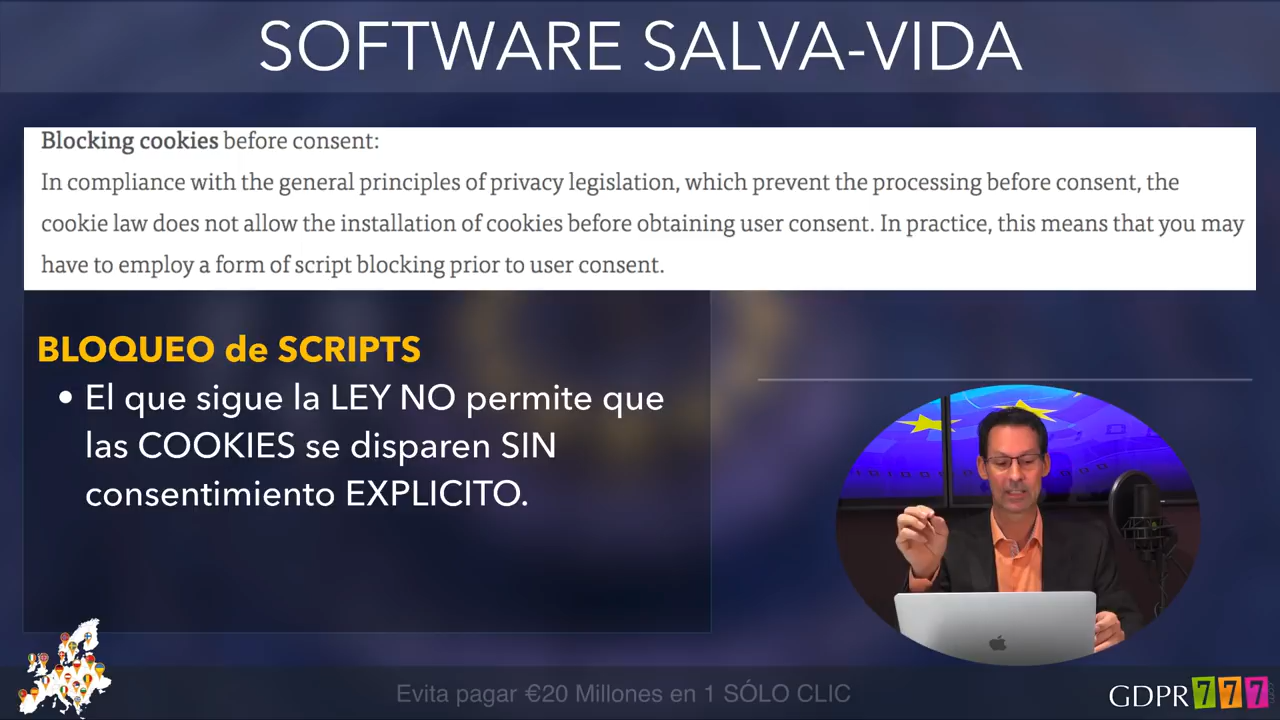 SOFTWARE SALVA-VIDA
Blocking cookies before consent:
In compliance with the general principles of privacy legislation, which prevent the processing before consent, the
cookie law does not allow the installation of cookies before obtaining user consent. In practice, this means that you may
have to employ a form of script blocking prior to user consent.
BLOQUEO de SCRIPTS
• El que sigue la LEY NO permite que
las COOKIES se disparen SIN
consentimiento EXPLICITO.
Evita pagar €20 Millones en 1 SÓLO CLIC
GDPR777